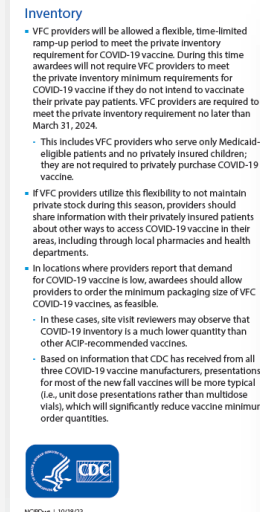 Inventory
VFC providers will be allowed a flexible, time-limited
ramp-up period to meet the private inventory
requirement for COVID-19 vaccine. During this time
awardees will not require VFC providers to meet
the private inventory minimum requirements for
COVID-19 vaccine if they do not intend to vaccinate
their private pay patients. VFC providers are required to
meet the private inventory requirement no later than
March 31, 2024.
- This includes VFC providers who serve only Medicaid-
eligible patients and no privately insured children;
they are not required to privately purchase COVID-19
vaccine.
If VFC providers utilize this flexibility to not maintain
private stock during this season, providers should
share information with their privately insured patients
about other ways to access COVID-19 vaccine in their
areas, including through local pharmacies and health
departments.
In locations where providers report that demand
for COVID-19 vaccine is low, awardees should allow
providers to order the minimum packaging size of VFC
COVID-19 vaccines, as feasible.
- In these cases, site visit reviewers may observe that
COVID-19 inventory is a much lower quantity than
other ACIP-recommended vaccines.
- Based on information that CDC has received from all
three COVID-19 vaccine manufacturers, presentations
for most of the new fall vaccines will be more typical
(i.e., unit dose presentations rather than multidose
vials), which will significantly reduce vaccine minimum
order quantities.
CDC